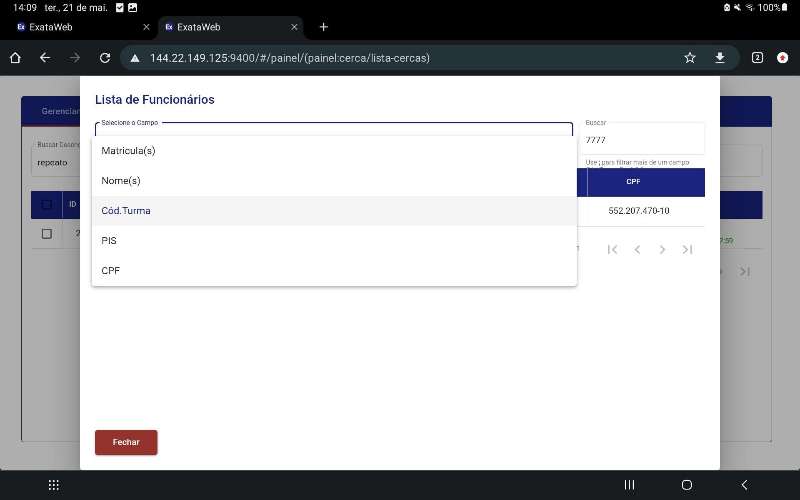 14:09 ter., 21 de mai. 100%
ExataWeb
ExataWeb
144.22.149.125:9400/#/painel/(painel:cerca/lista-cercas)
2
Gerenciar
Lista de Funcionários
Selecione o Campo
Buscar
7777
Use ; para filtrar mais de um campo
Buscar
repeato
ID
2
Matricula(s)
Nome(s)
Cód.Turma
PIS
CPF
CPF
552.207.470-10
Fechar